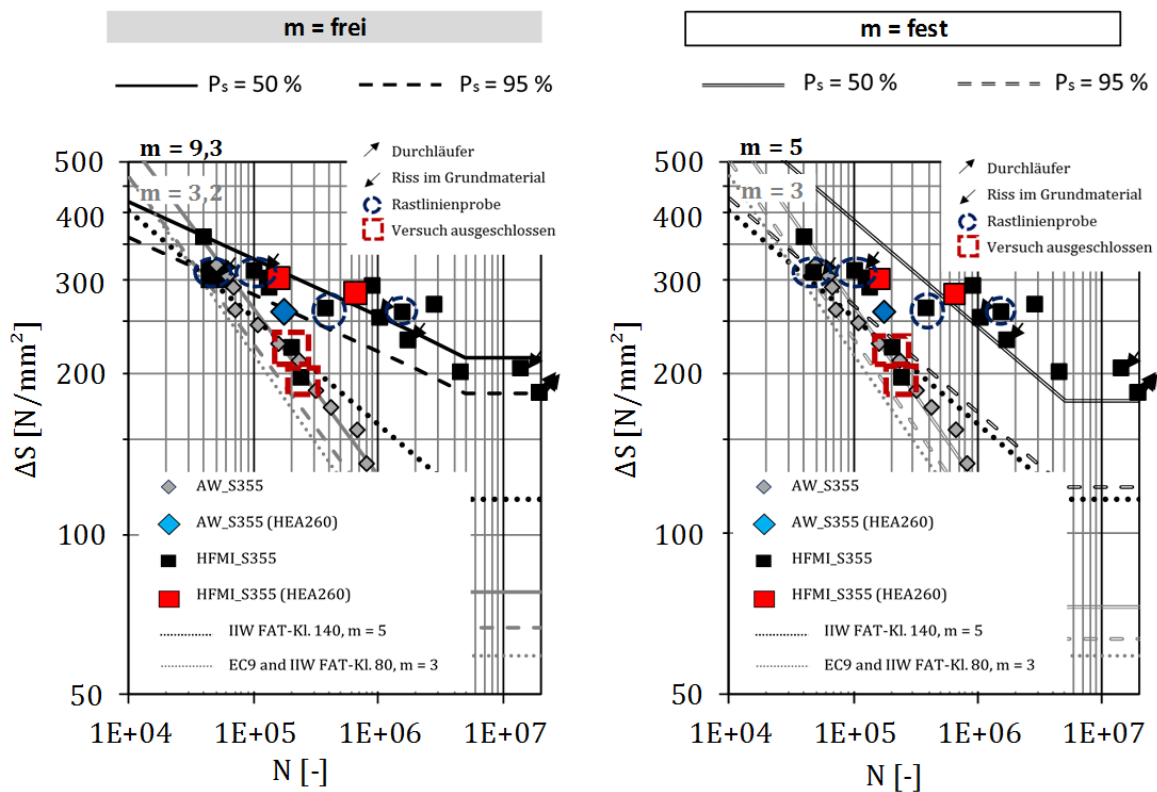 m = frei
P s = 50 %
P s = 95 %
m = 9,3
m = 3,2
Durchläufer
Riss im Grundmaterial
Rastlinienprobe
Versuch ausgeschlossen
500
400
300
200
100
50
ΔS [N/mm²]
AW_S355
AW_S355 (HEA260)
HFMI_S355
HFMI_S355 (HEA260)
IIW FAT-Kl. 140, m = 5
EC9 and IIW FAT-Kl. 80, m = 3
1E+04 1E+05 1E+06 1E+07
N [-]
m = fest
P s = 50 %
P s = 95 %
m = 5
m = 3
Durchläufer
Riss im Grundmaterial
Rastlinienprobe
Versuch ausgeschlossen
500
400
300
200
100
50
ΔS [N/mm²]
AW_S355
AW_S355 (HEA260)
HFMI_S355
HFMI_S355 (HEA260)
IIW FAT-Kl. 140, m = 5
EC9 and IIW FAT-Kl. 80, m = 3
1E+04 1E+05 1E+06 1E+07
N [-]